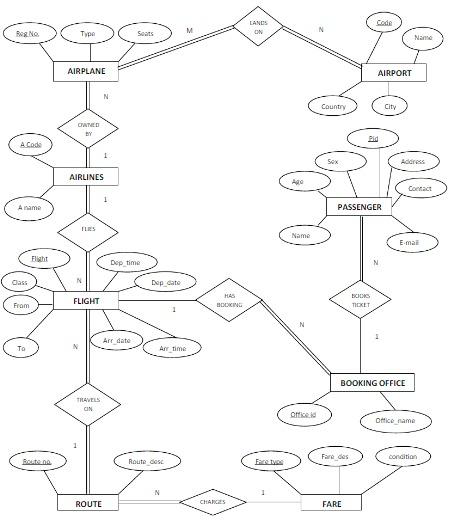 LANDS
ON
M
N
Reg No.
Type
Seats
Code
Name
AIRPLANE
AIRPORT
Country
City
N
OWNED
BY
1
A Code
AIRLINES
A name
1
FLIES
N
Pid
Sex
Address
Age
Contact
PASSENGER
Name
E-mail
N
BOOKS
TICKET
1
Flight
Dep_time
Class
Dep_date
From
FLIGHT
To
Arr_date
Arr_time
1
HAS
BOOKING
N
BOOKING OFFICE
Office id
Office_name
N
TRAVELS
ON
1
Route no.
Route_desc
ROUTE
N
CHARGES
1
Fare type
Fare_des
condition
FARE